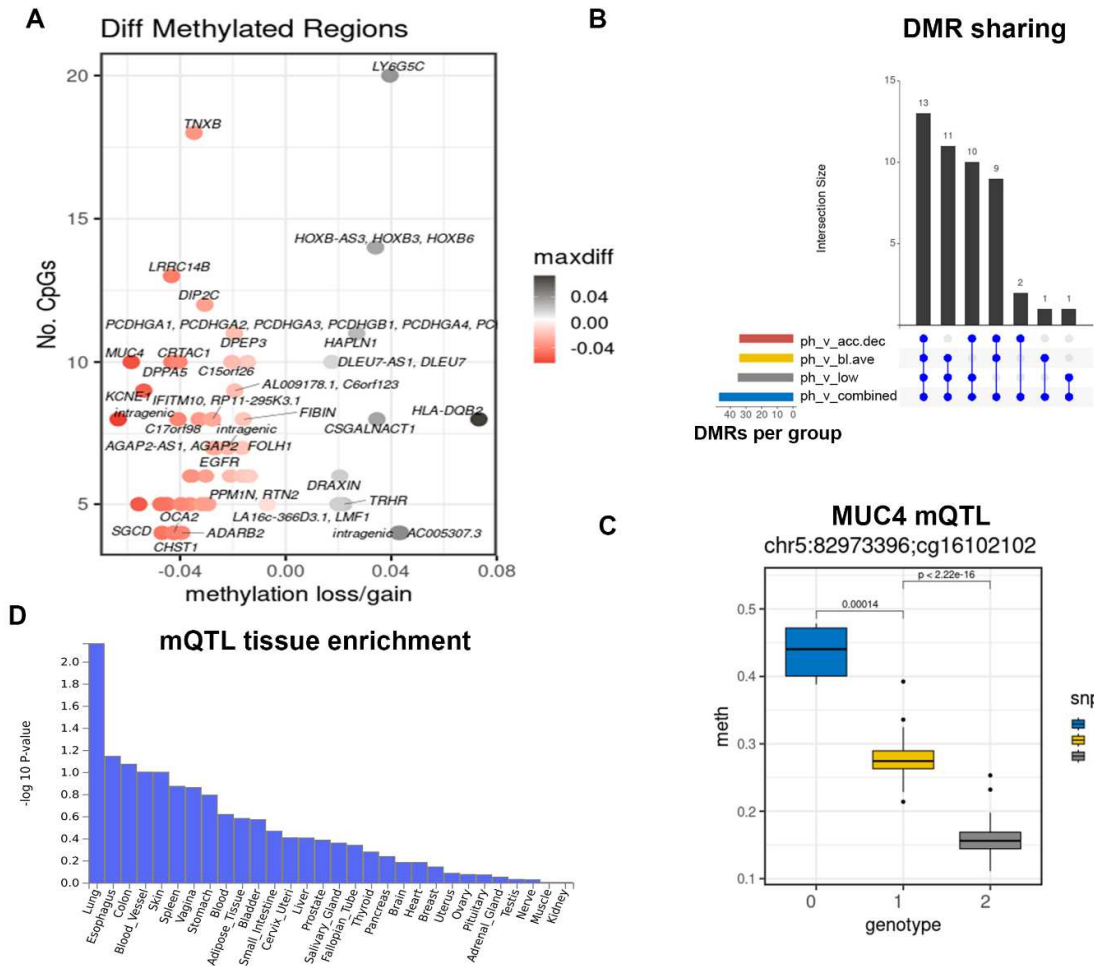 A
Diff Methylated Regions
No. CpGs
20
15
10
5
LY6G5C
TNXB
HOXB-AS3, HOXB3, HOXB6
LRRC14B
DIP2C
PCDHGA1, PCDHGA2, PCDHGA3, PCDHGB1, PCDHGA4, PC
DPEP3
HAPLN1
MUC4
CRTAC1
DPPA5
C15orf26
DLEU7-AS1, DLEU7
AL009178.1, C6orf123
KCNE1
IFITM10, RP11-295K3.1
intragenic
FIBIN
HLA-DQB2
C17orf98
intragenic
CSGALNACT1
AGAP2-AS1, AGAP2
FOLH1
EGFR
DRAXIN
PPM1N, RTN2
TRHR
OCA2
LA16c-366D3.1, LMF1
SGCD
ADARB2
intragenic
AC005307.3
CHST1
-0.04
0.00
0.04
0.08
methylation loss/gain
maxdiff
0.04
0.00
-0.04
B
DMR sharing
Intersection Size
15
10
5
13
11
10
9
2
1
1
ph_v_acc.dec
ph_v_bl.ave
ph_v_low
ph_v_combined
40 30 20 10 0
DMRs per group
C
MUC4 mQTL
chr5:82973396;cg16102102
p < 2.22e-16
0.00014
meth
0.5
0.4
0.3
0.2
0.1
0
1
2
genotype
snp
D
mQTL tissue enrichment
-log 10 P-value
2.0
1.8
1.6
1.4
1.2
1.0
0.8
0.6
0.4
0.2
0.0
Lung
Esophagus
Colon
Blood_Vessel
Skin
Spleen
Vagina
Stomach
Blood
Adipose_Tissue
Bladder
Small_Intestine
Cervix_Uteri
Liver
Prostate
Salivary_Gland
Fallopian_Tube
Thyroid
Pancreas
Brain
Heart
Breast
Uterus
Ovary
Pituitary
Adrenal_Gland
Testis
Nerve
Muscle
Kidney